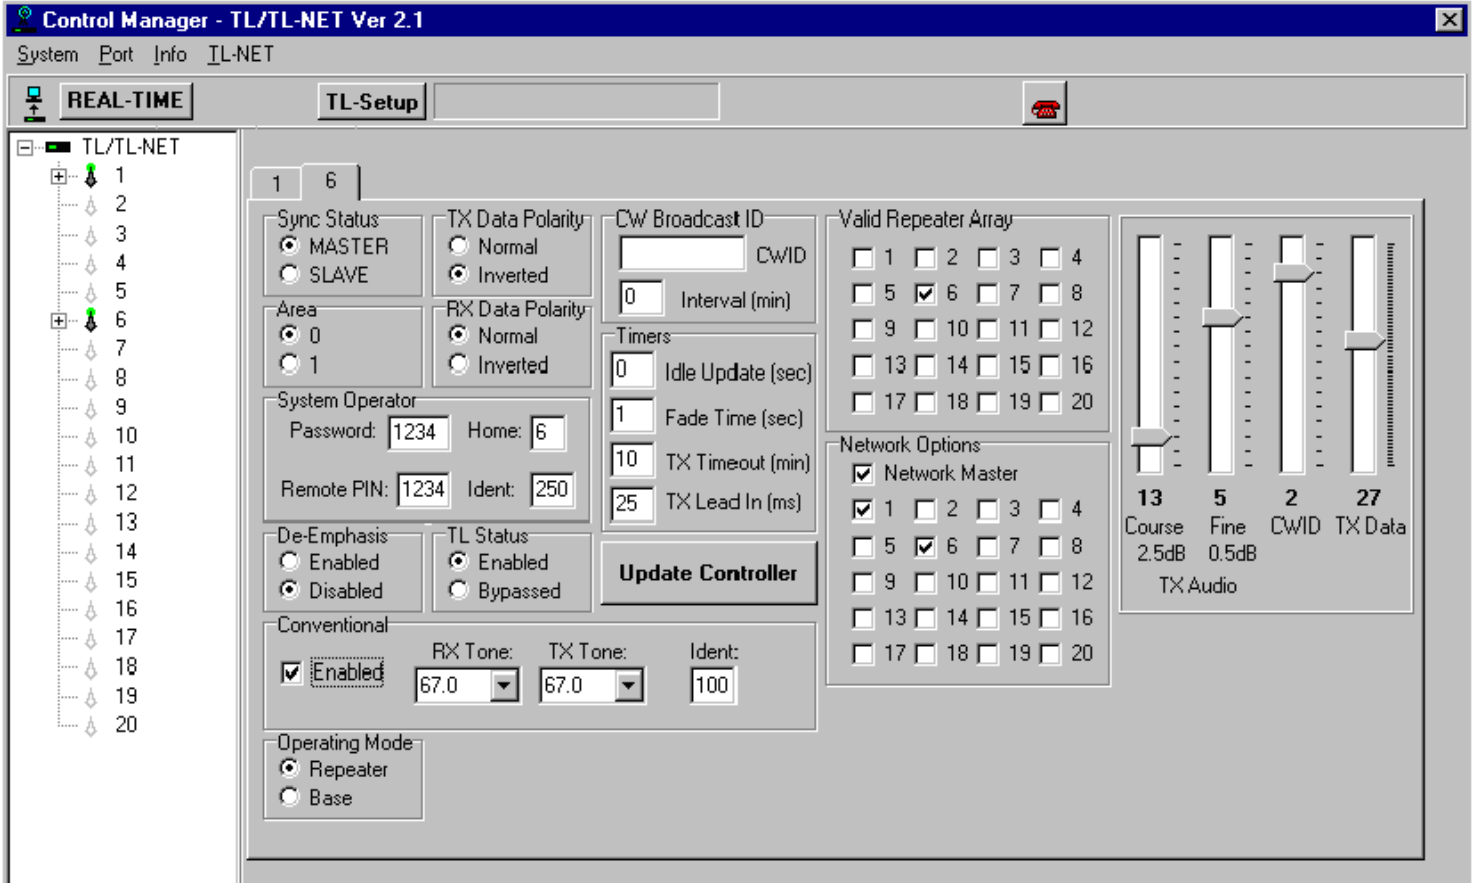 Control Manager - TL/TL-NET Ver 2.1
System Port Info TL-NET
REAL-TIME
TL-Setup
TL/TL-NET
1
2
3
4
5
6
7
8
9
10
11
12
13
14
15
16
17
18
19
20
1 6
Sync Status
MASTER
SLAVE
TX Data Polarity
Normal
Inverted
Area
0
1
RX Data Polarity
Normal
Inverted
System Operator
Password: 1234 Home: 6
Remote PIN: 1234 Ident: 250
De-Emphasis
Enabled
Disabled
TL Status
Enabled
Bypassed
CW Broadcast ID
CWID
0 Interval (min)
Timers
0 Idle Update (sec)
1 Fade Time (sec)
10 TX Timeout (min)
25 TX Lead In (ms)
Update Controller
Conventional
Enabled
RX Tone: TX Tone: Ident:
67.0 67.0 100
Operating Mode
Repeater
Base
Valid Repeater Array
1 2 3 4
5 6 7 8
9 10 11 12
13 14 15 16
17 18 19 20
Network Options
Network Master
1 2 3 4
5 6 7 8
9 10 11 12
13 14 15 16
17 18 19 20
13 5 2 27
Course Fine CWID TX Data
2.5dB 0.5dB
TX Audio